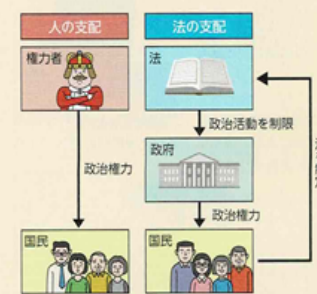 人の支配
法の支配
権力者
法
政治活動を制限
政府
政治権力
政治権力
国民
国民